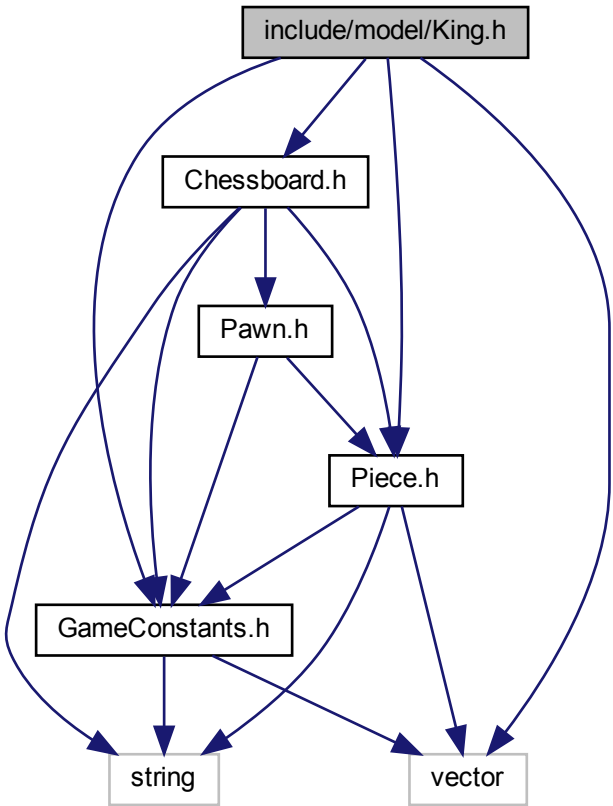 include/model/King.h
Chessboard.h
Pawn.h
Piece.h
GameConstants.h
string
vector